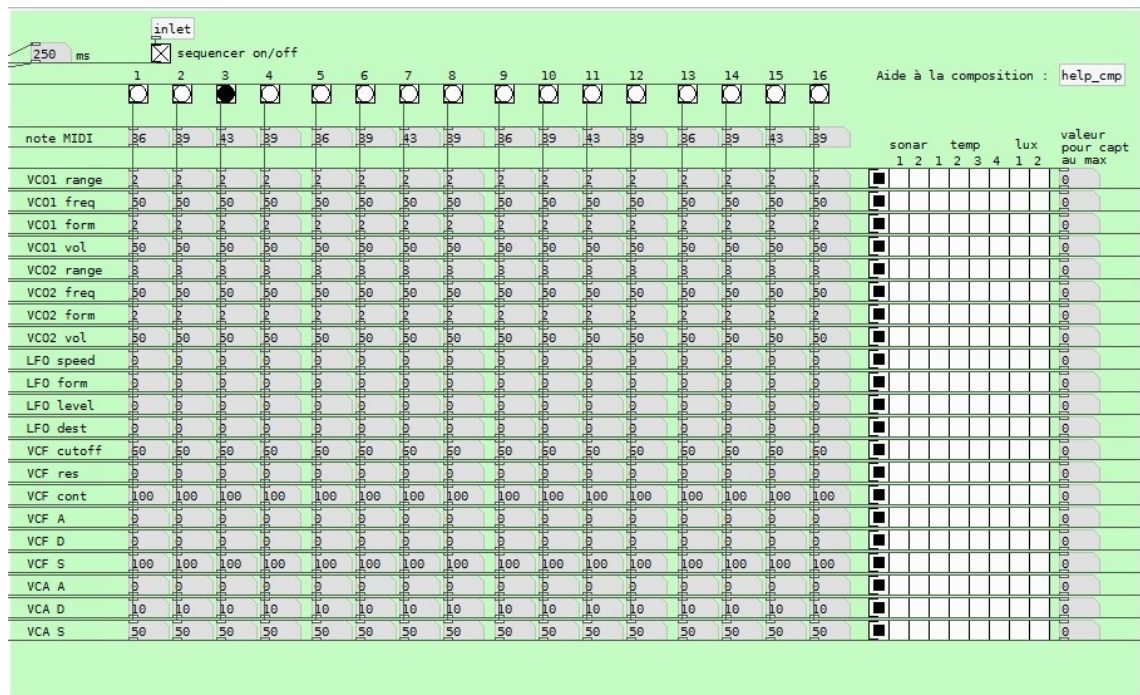 inlet
250 ms sequencer on/off
1 2 3 4 5 6 7 8 9 10 11 12 13 14 15 16 Aide à la composition : help_cmp
note MIDI 36 39 43 39 36 39 43 39 36 39 43 39 36 39 43 39
sonar temp lux
1 2 1 2 3 4 1 2
valeur
pour capt
au max
VCO1 range 2 2 2 2 2 2 2 2 2 2 2 2 2 2 2 2 0
VCO1 freq 50 50 50 50 50 50 50 50 50 50 50 50 50 50 50 50 0
VCO1 form 2 2 2 2 2 2 2 2 2 2 2 2 2 2 2 2 0
VCO1 vol 50 50 50 50 50 50 50 50 50 50 50 50 50 50 50 50 0
VCO2 range 3 3 3 3 3 3 3 3 3 3 3 3 3 3 3 3 0
VCO2 freq 50 50 50 50 50 50 50 50 50 50 50 50 50 50 50 50 0
VCO2 form 2 2 2 2 2 2 2 2 2 2 2 2 2 2 2 2 0
VCO2 vol 50 50 50 50 50 50 50 50 50 50 50 50 50 50 50 50 0
LFO speed 0 0 0 0 0 0 0 0 0 0 0 0 0 0 0 0 0
LFO form 0 0 0 0 0 0 0 0 0 0 0 0 0 0 0 0 0
LFO level 0 0 0 0 0 0 0 0 0 0 0 0 0 0 0 0 0
LFO dest 0 0 0 0 0 0 0 0 0 0 0 0 0 0 0 0 0
VCF cutoff 0
VCF res 0 0 0 0 0 0 0 0 0 0 0 0 0 0 0 0 0
VCF cont 100 100 100 100 100 100 100 100 100 100 100 100 100 100 100 100 0
VCF A 0 0 0 0 0 0 0 0 0 0 0 0 0 0 0 0 0
VCF D 0 0 0 0 0 0 0 0 0 0 0 0 0 0 0 0 0
VCF S 100 100 100 100 100 100 100 100 100 100 100 100 100 100 100 100 0
VCA A 0 0 0 0 0 0 0 0 0 0 0 0 0 0 0 0 0
VCA D 10 10 10 10 10 10 10 10 10 10 10 10 10 10 10 10 0
VCA S 50 50 50 50 50 50 50 50 50 50 50 50 50 50 50 50 0